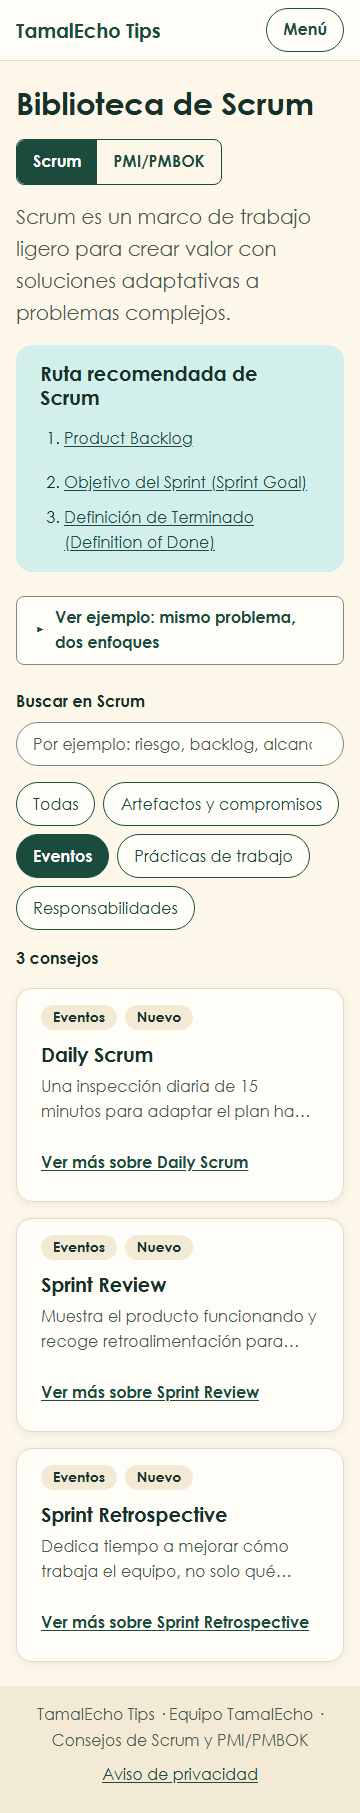 TamalEcho Tips
Menú
Biblioteca de Scrum
Scrum
PMI/PMBOK
Scrum es un marco de trabajo
ligero para crear valor con
soluciones adaptativas a
problemas complejos.
Ruta recomendada de
Scrum
1. Product Backlog
2. Objetivo del Sprint (Sprint Goal)
3. Definición de Terminado
(Definition of Done)
▸ Ver ejemplo: mismo problema,
dos enfoques
Buscar en Scrum
Por ejemplo: riesgo, backlog, alcanc
Todas
Artefactos y compromisos
Eventos
Prácticas de trabajo
Responsabilidades
3 consejos
Eventos
Nuevo
Daily Scrum
Una inspección diaria de 15
minutos para adaptar el plan ha...
Ver más sobre Daily Scrum
Eventos
Nuevo
Sprint Review
Muestra el producto funcionando y
recoge retroalimentación para...
Ver más sobre Sprint Review
Eventos
Nuevo
Sprint Retrospective
Dedica tiempo a mejorar cómo
trabaja el equipo, no solo qué...
Ver más sobre Sprint Retrospective
TamalEcho Tips · Equipo TamalEcho ·
Consejos de Scrum y PMI/PMBOK
Aviso de privacidad